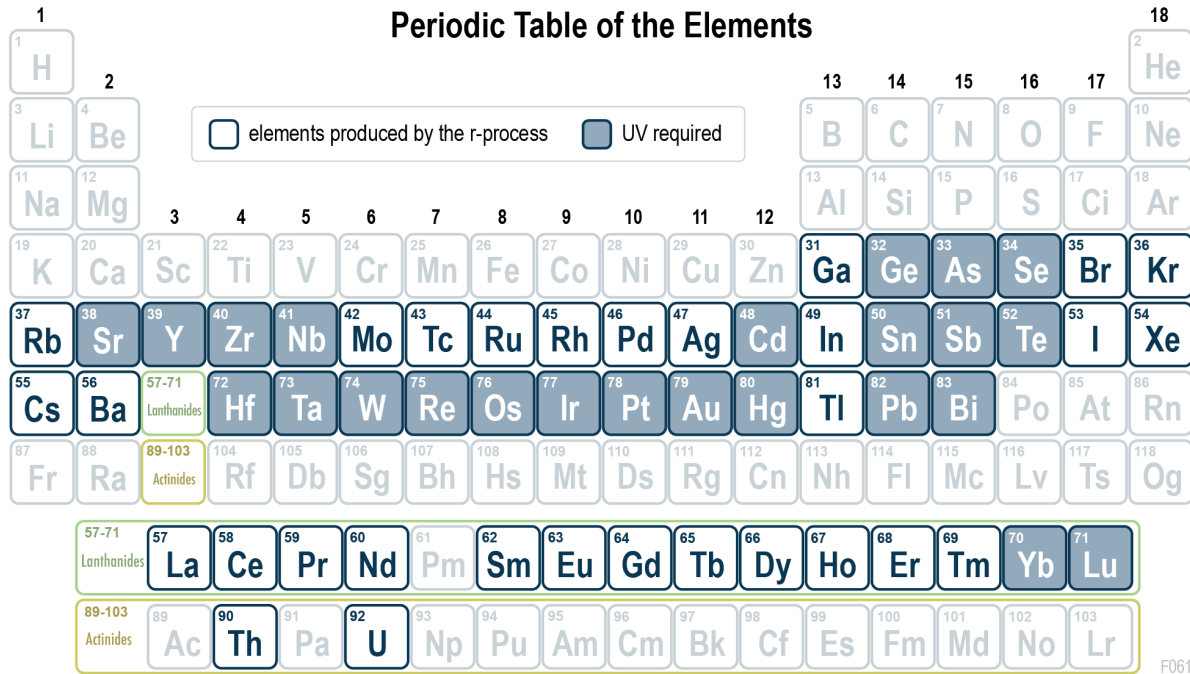 Periodic Table of the Elements
1 18
1 H 2 He
2 13 14 15 16 17
elements produced by the r-process UV required
3 Li 4 Be 5 B 6 C 7 N 8 O 9 F 10 Ne
11 Na 12 Mg 13 Al 14 Si 15 P 16 S 17 Ci 18 Ar
3 4 5 6 7 8 9 10 11 12
19 K 20 Ca 21 Sc 22 Ti 23 V 24 Cr 25 Mn 26 Fe 27 Co 28 Ni 29 Cu 30 Zn 31 Ga 32 Ge 33 As 34 Se 35 Br 36 Kr
37 Rb 38 Sr 39 Y 40 Zr 41 Nb 42 Mo 43 Tc 44 Ru 45 Rh 46 Pd 47 Ag 48 Cd 49 In 50 Sn 51 Sb 52 Te 53 I 54 Xe
55 Cs 56 Ba 57-71 Lanthanides 72 Hf 73 Ta 74 W 75 Re 76 Os 77 Ir 78 Pt 79 Au 80 Hg 81 Tl 82 Pb 83 Bi 84 Po 85 At 86 Rn
87 Fr 88 Ra 89-103 Actinides 104 Rf 105 Db 106 Sg 107 Bh 108 Hs 109 Mt 110 Ds 111 Rg 112 Cn 113 Nh 114 Fl 115 Mc 116 Lv 117 Ts 118 Og
57-71 Lanthanides 57 La 58 Ce 59 Pr 60 Nd 61 Pm 62 Sm 63 Eu 64 Gd 65 Tb 66 Dy 67 Ho 68 Er 69 Tm 70 Yb 71 Lu
89-103 Actinides 89 Ac 90 Th 91 Pa 92 U 93 Np 94 Pu 95 Am 96 Cm 97 Bk 98 Cf 99 Es 100 Fm 101 Md 102 No 103 Lr
F061